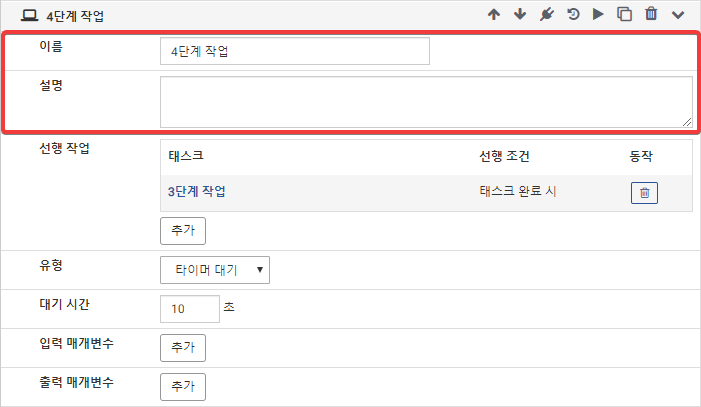 4단계 작업
이름 4단계 작업
설명
선행 작업 태스크 선행 조건 동작
3단계 작업 태스크 완료 시
추가
유형 타이머 대기
대기 시간 10 초
입력 매개변수 추가
출력 매개변수 추가